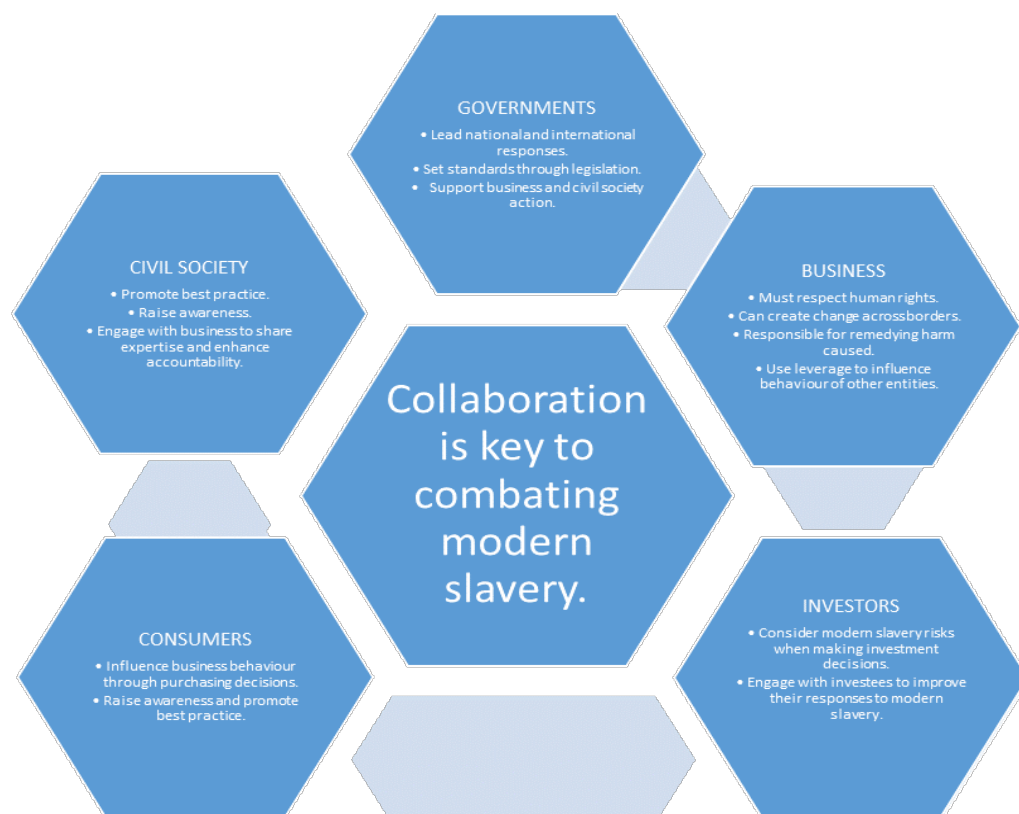 GOVERNMENTS
• Lead national and international
responses.
• Set standards through legislation.
• Support business and civil society
action.
CIVIL SOCIETY
• Promote best practice.
• Raise awareness.
• Engage with business to share
expertise and enhance
accountability.
BUSINESS
• Must respect human rights.
• Can create change acrossborders.
• Responsible for remedying harm
caused.
• Use leverage to influence
behaviour of other entities.
Collaboration
is key to
combating
modern
slavery.
CONSUMERS
• Influence business behaviour
through purchasing decisions.
• Raise awareness and promote
best practice.
INVESTORS
• Consider modern slavery risks
when making investment
decisions.
• Engage with investees to improve
their responses to modern
slavery.